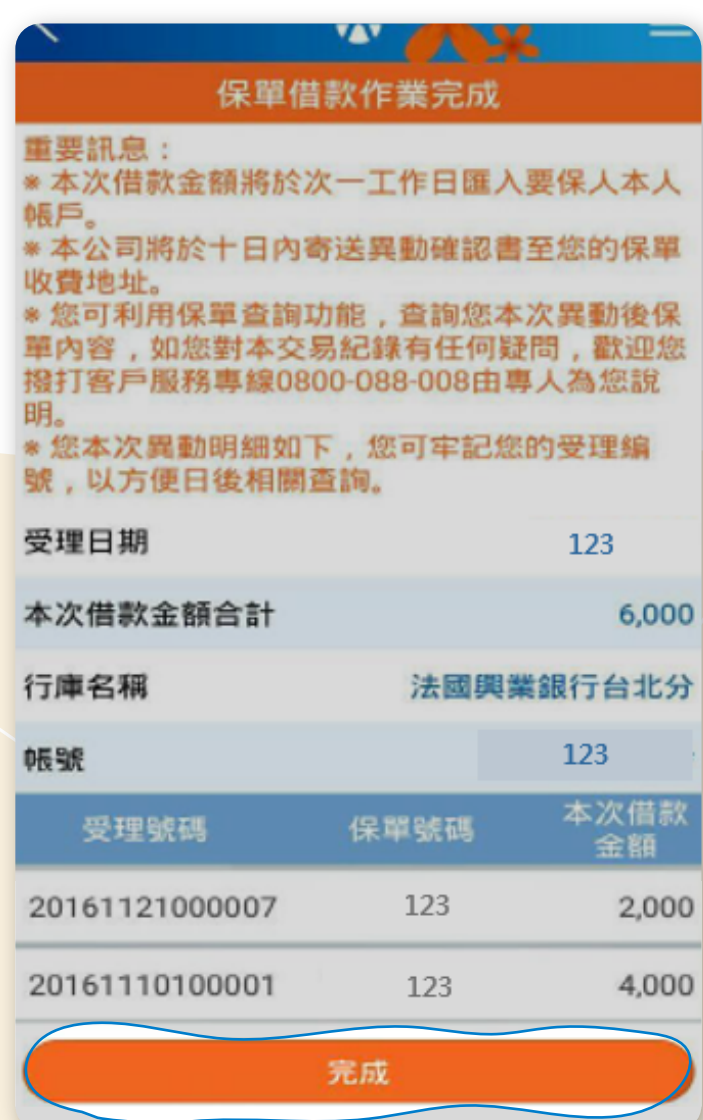 保單借款作業完成
重要訊息：
* 本次借款金額將於次一工作日匯入要保人本人
帳戶。
* 本公司將於十日內寄送異動確認書至您的保單
收費地址。
* 您可利用保單查詢功能，查詢您本次異動後保
單內容，如您對本交易紀錄有任何疑問，歡迎您
撥打客戶服務專線0800-088-008由專人為您說
明。
* 您本次異動明細如下，您可牢記您的受理編
號，以方便日後相關查詢。
受理日期 123
本次借款金額合計 6,000
行庫名稱 法國興業銀行台北分
帳號 123
受理號碼 保單號碼 本次借款
金額
20161121000007 123 2,000
20161110100001 123 4,000
完成